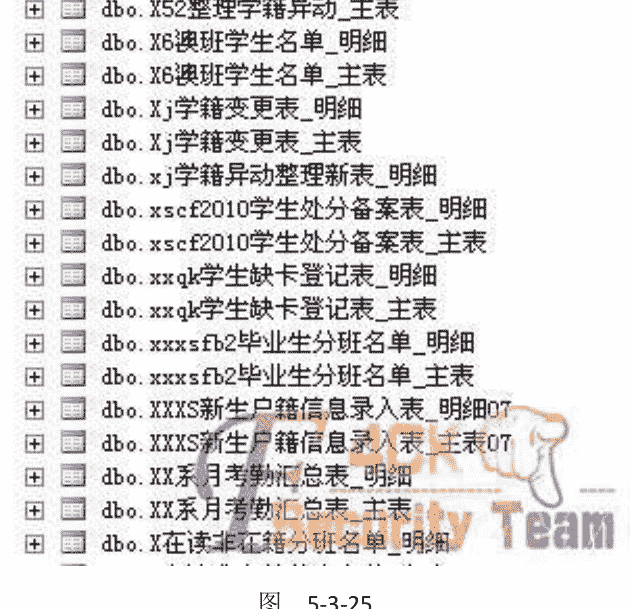 dbo.X52整理学籍异动_主表
dbo.X6澳班学生名单_明细
dbo.X6澳班学生名单_主表
dbo.Xj学籍变更表_明细
dbo.Xj学籍变更表_主表
dbo.xj学籍异动整理新表_明细
dbo.xscf2010学生处分备案表_明细
dbo.xscf2010学生处分备案表_主表
dbo.xxqk学生缺卡登记表_明细
dbo.xxqk学生缺卡登记表_主表
dbo.xxxsfb2毕业生分班名单_明细
dbo.xxxsfb2毕业生分班名单_主表
dbo.XXXS新生户籍信息录入表_明细07
dbo.XXXS新生户籍信息录入表_主表07
dbo.XX系月考勤汇总表_明细
dbo.XX系月考勤汇总表_主表
Security Team
dbo.X在读非在籍分班名单_明细
图 5-3-25